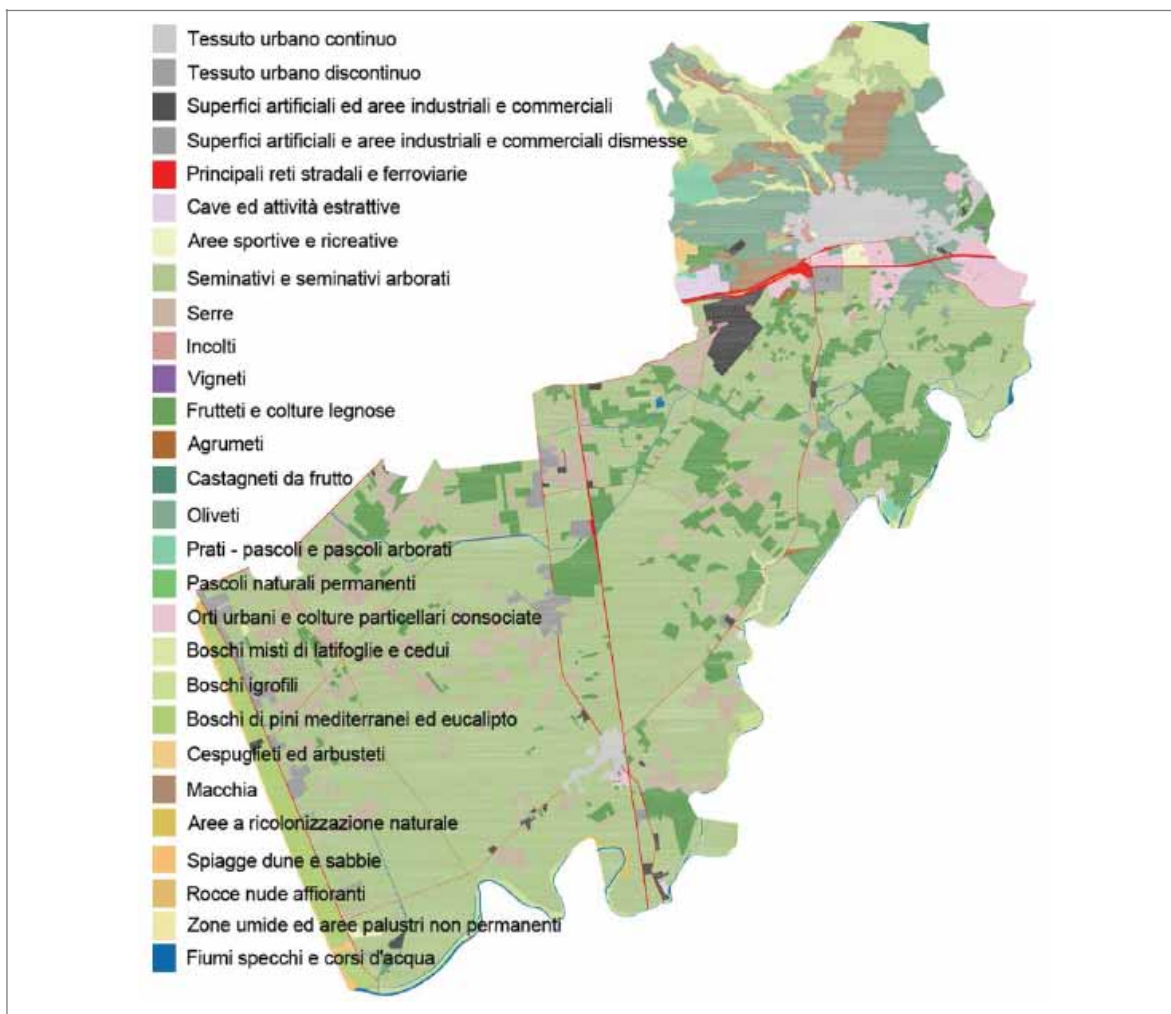 Tessuto urbano continuo
Tessuto urbano discontinuo
Superfici artificiali ed aree industriali e commerciali
Superfici artificiali e aree industriali e commerciali dismesse
Principali reti stradali e ferroviarie
Cave ed attività estrattive
Aree sportive e ricreative
Seminativi e seminativi arborati
Serre
Incolti
Vigneti
Frutteti e colture legnose
Agrumeti
Castagneti da frutto
Oliveti
Prati - pascoli e pascoli arborati
Pascoli naturali permanenti
Orti urbani e colture particellari consociate
Boschi misti di latifoglie e cedui
Boschi igrofili
Boschi di pini mediterranei ed eucalipto
Cespuglieti ed arbusteti
Macchia
Aree a ricolonizzazione naturale
Spiagge dune e sabbie
Rocce nude affioranti
Zone umide ed aree palustri non permanenti
Fiumi specchi e corsi d'acqua